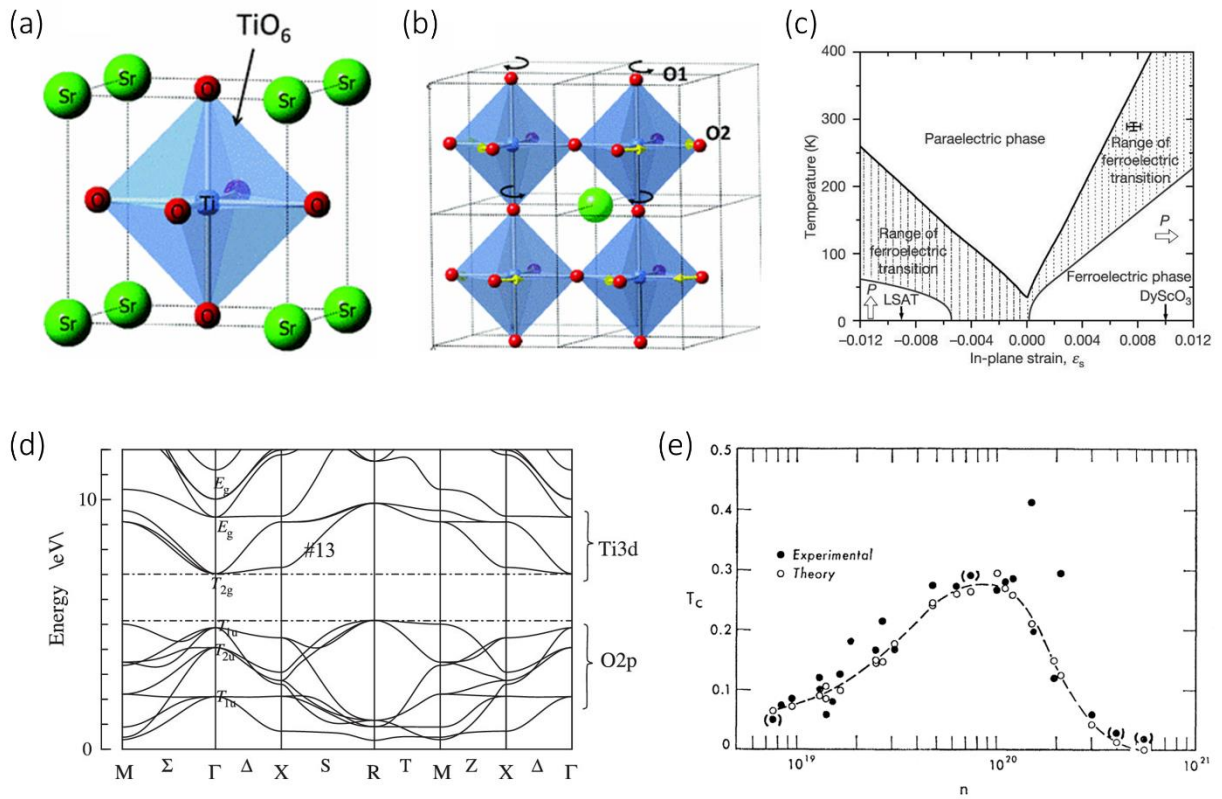 (a)
TiO6
Sr
Sr
O
Sr
Sr
O
O
Ti
O
Sr
Sr
O
Sr
Sr
(b)
O1
O2
(c)
Temperature (K)
400
300
200
100
0
Paraelectric phase
Range of
ferroelectric
transition
Range of
ferroelectric
transition
P
P
LSAT
Ferroelectric phase
DyScO3
−0.012 −0.008 −0.004 0.000 0.004 0.008 0.012
In-plane strain, εs
(d)
Energy \eV\
10
0
Eg
Eg
#13
T2g
T1u
T2u
T1u
Ti3d
O2p
M Σ Γ Δ X S R T M Z X Δ Γ
(e)
TC
0.5
0.4
0.3
0.2
0.1
0
Experimental
Theory
10^19 10^20 10^21
n